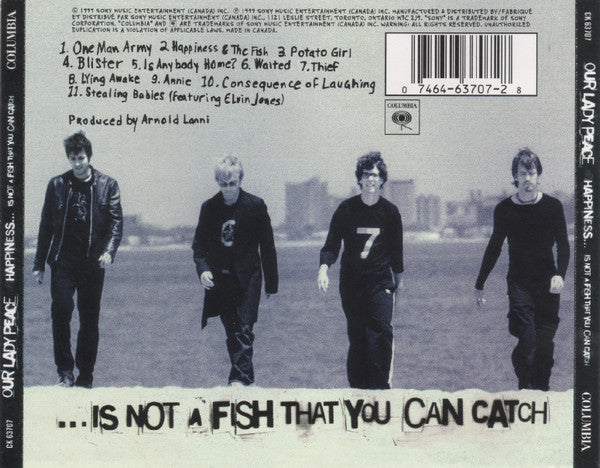 © 1999 SONY MUSIC ENTERTAINMENT (CANADA) INC. ℗ 1999 SONY MUSIC ENTERTAINMENT (CANADA) INC. MANUFACTURED & DISTRIBUTED BY/FABRIQUÉ
ET DISTRIBUÉ PAR SONY MUSIC ENTERTAINMENT (CANADA) INC., 1121 LESLIE STREET, TORONTO, ONTARIO M3C 2J9. "SONY" IS A TRADEMARK OF SONY
CORPORATION. "COLUMBIA" AND ARE TRADEMARKS OF SONY MUSIC ENTERTAINMENT (CANADA) INC. WARNING: ALL RIGHTS RESERVED. UNAUTHORIZED
DUPLICATION IS A VIOLATION OF APPLICABLE LAWS. MADE IN CANADA.
1. One Man Army 2. Happiness & The Fish 3. Potato Girl
4. Blister 5. Is Anybody Home? 6. Waited 7. Thief
8. Lying Awake 9. Annie 10. Consequence of Laughing
11. Stealing Babies (Featuring Elvin Jones)
Produced by Arnold Lanni
0 7464-63707-2 8
COLUMBIA
7
...IS NOT A FISH THAT YOU CAN CATCH
CK 63707 OUR LADY PEACE / HAPPINESS... IS NOT A FISH THAT YOU CAN CATCH COLUMBIA
CK 63707 OUR LADY PEACE / HAPPINESS... IS NOT A FISH THAT YOU CAN CATCH COLUMBIA